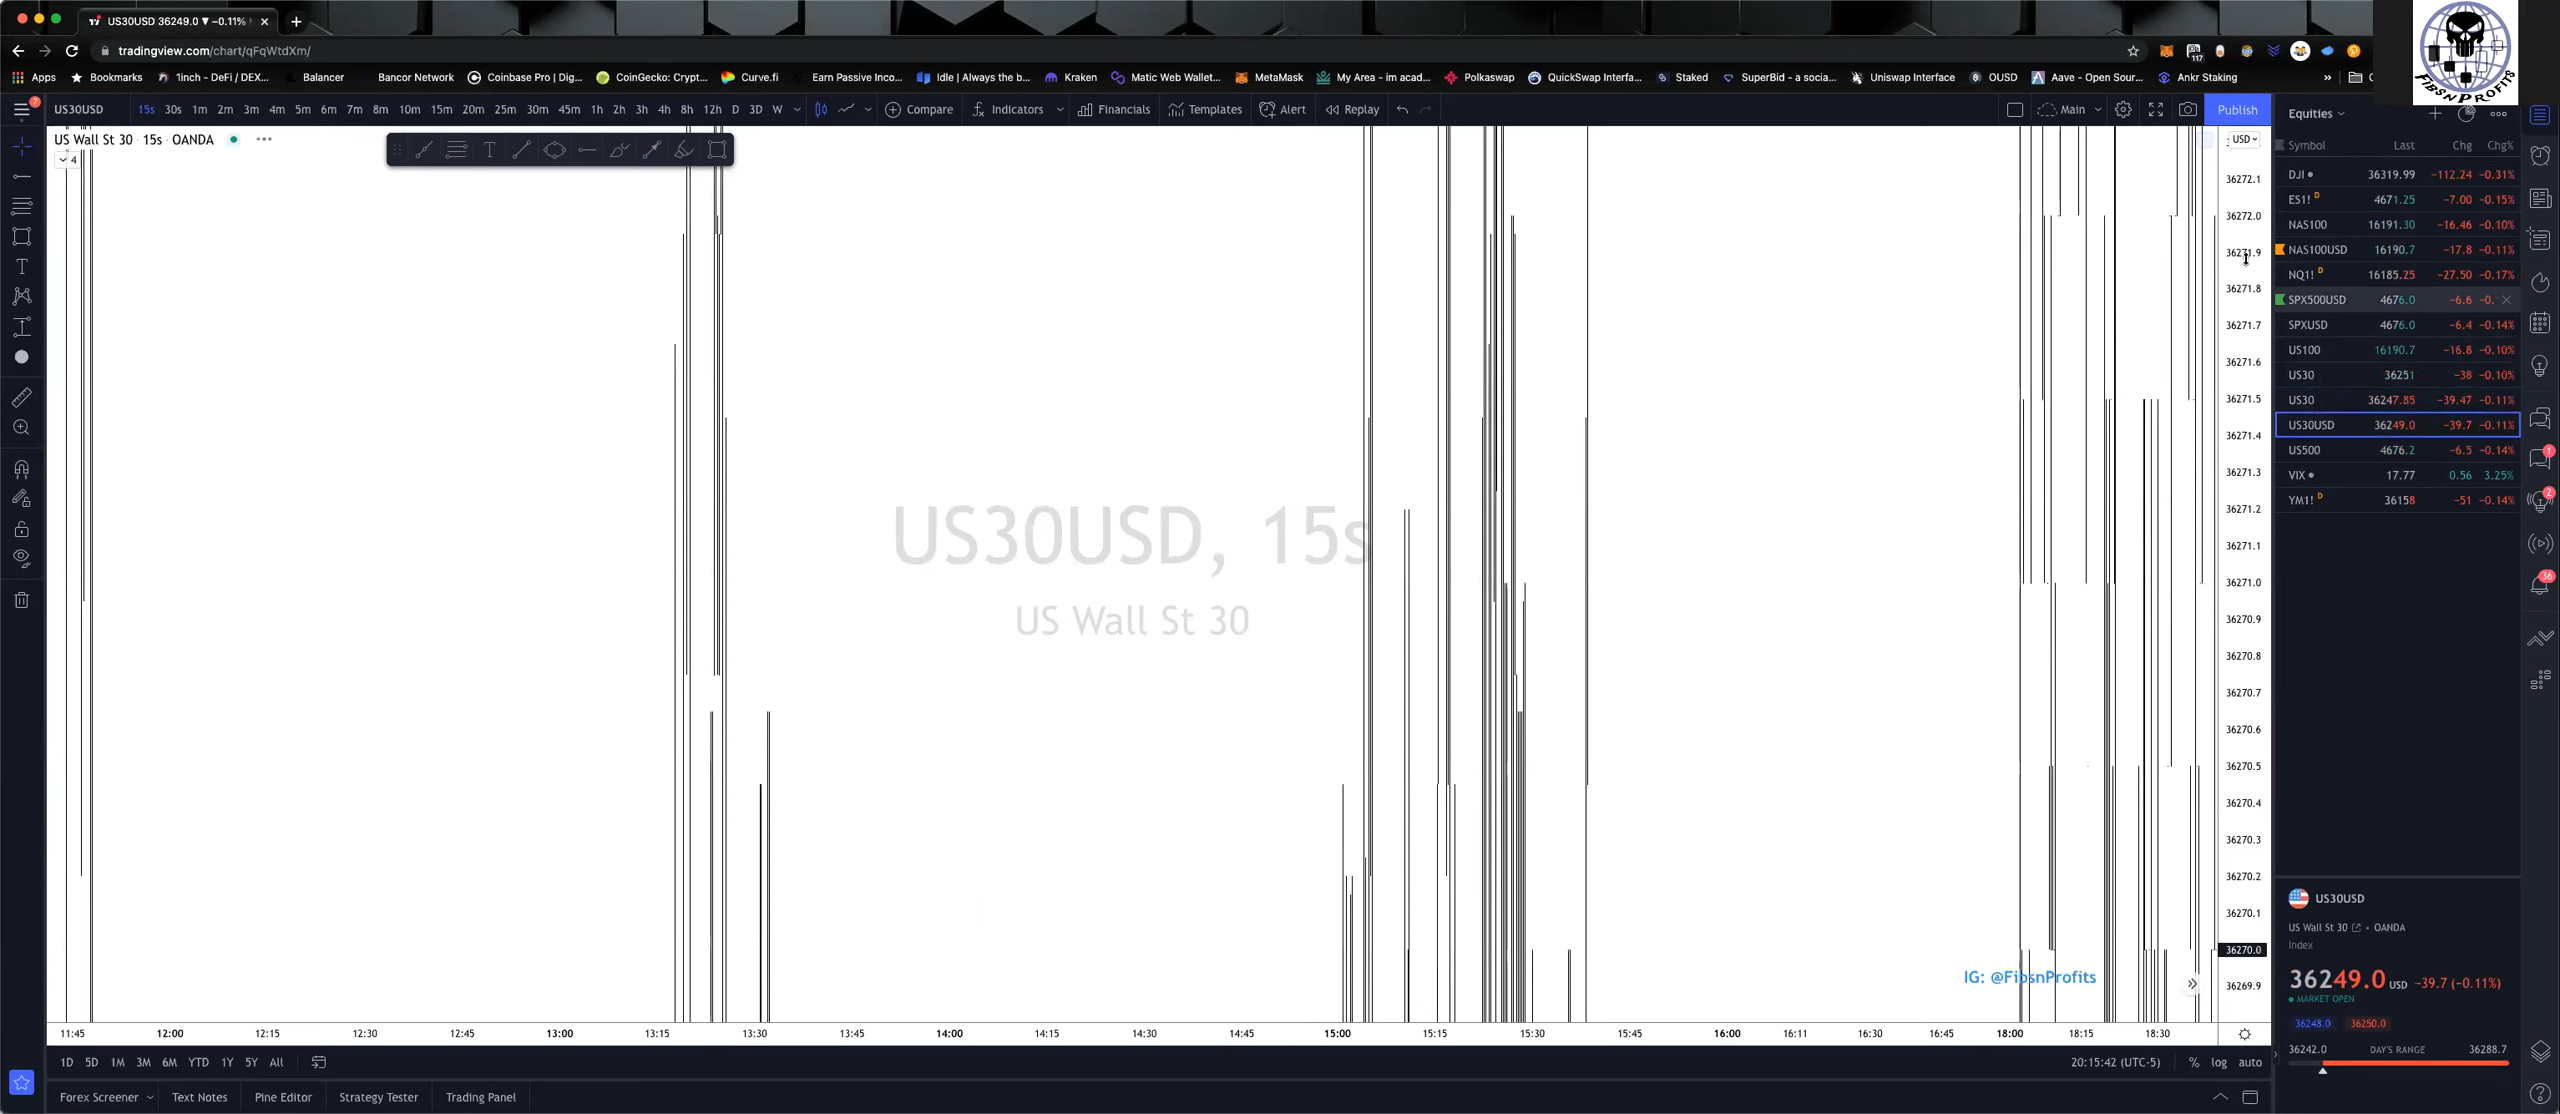 US30USD 36249.0 ▼ −0.11%
tradingview.com/chart/qFqWtdXm/
117
Apps Bookmarks 1inch - DeFi / DEX... Balancer Bancor Network Coinbase Pro | Dig... CoinGecko: Crypt... Curve.fi Earn Passive Inco... Idle | Always the b... Kraken Matic Web Wallet... MetaMask My Area - im acad... Polkaswap QuickSwap Interfa... Staked SuperBid - a socia... Uniswap Interface OUSD Aave - Open Sour... Ankr Staking »
FIBSNPROFITS
7
US30USD 15s 30s 1m 2m 3m 4m 5m 6m 7m 8m 10m 15m 20m 25m 30m 45m 1h 2h 3h 4h 8h 12h D 3D W Compare Indicators Financials Templates Alert Replay Main Publish
US Wall St 30 · 15s · OANDA
4
USD
36272.1
36272.0
36271.9
36271.8
36271.7
36271.6
36271.5
36271.4
36271.3
36271.2
36271.1
36271.0
36270.9
36270.8
36270.7
36270.6
36270.5
36270.4
36270.3
36270.2
36270.1
36270.0
36269.9
US30USD, 15s
US Wall St 30
IG: @FibsnProfits
11:45 12:00 12:15 12:30 12:45 13:00 13:15 13:30 13:45 14:00 14:15 14:30 14:45 15:00 15:15 15:30 15:45 16:00 16:11 16:30 16:45 18:00 18:15 18:30
1D 5D 1M 3M 6M YTD 1Y 5Y All 20:15:42 (UTC-5) % log auto
Forex Screener Text Notes Pine Editor Strategy Tester Trading Panel
Equities
Symbol Last Chg Chg%
DJI 36319.99 −112.24 −0.31%
ES1! D 4671.25 −7.00 −0.15%
NAS100 16191.30 −16.46 −0.10%
NAS100USD 16190.7 −17.8 −0.11%
NQ1! D 16185.25 −27.50 −0.17%
SPX500USD 4676.0 −6.6 −0.
SPXUSD 4676.0 −6.4 −0.14%
US100 16190.7 −16.8 −0.10%
US30 36251 −38 −0.10%
US30 36247.85 −39.47 −0.11%
US30USD 36249.0 −39.7 −0.11%
US500 4676.2 −6.5 −0.14%
VIX 17.77 0.56 3.25%
YM1! D 36158 −51 −0.14%
1
2
36
US30USD
US Wall St 30 • OANDA
Index
36249.0 USD −39.7 (−0.11%)
MARKET OPEN
36248.0 36250.0
36242.0 DAY'S RANGE 36288.7